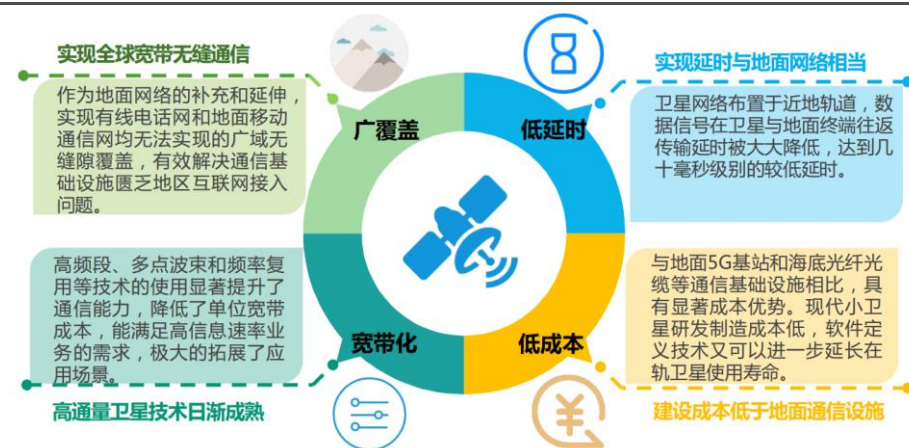 实现全球宽带无缝通信
作为地面网络的补充和延伸，
实现有线电话网和地面移动
通信网均无法实现的广域无
缝隙覆盖，有效解决通信基
础设施匮乏地区互联网接入
问题。
广覆盖
低延时
实现延时与地面网络相当
卫星网络布置于近地轨道，数
据信号在卫星与地面终端往返
传输延时被大大降低，达到几
十毫秒级别的较低延时。
高频段、多点波束和频率复
用等技术的使用显著提升了
通信能力，降低了单位宽带
成本，能满足高信息速率业
务的需求，极大的拓展了应
用场景。
高通量卫星技术日渐成熟
宽带化
低成本
与地面5G基站和海底光纤光
缆等通信基础设施相比，具
有显著成本优势。现代小卫
星研发制造成本低，软件定
义技术又可以进一步延长在
轨卫星使用寿命。
建设成本低于地面通信设施